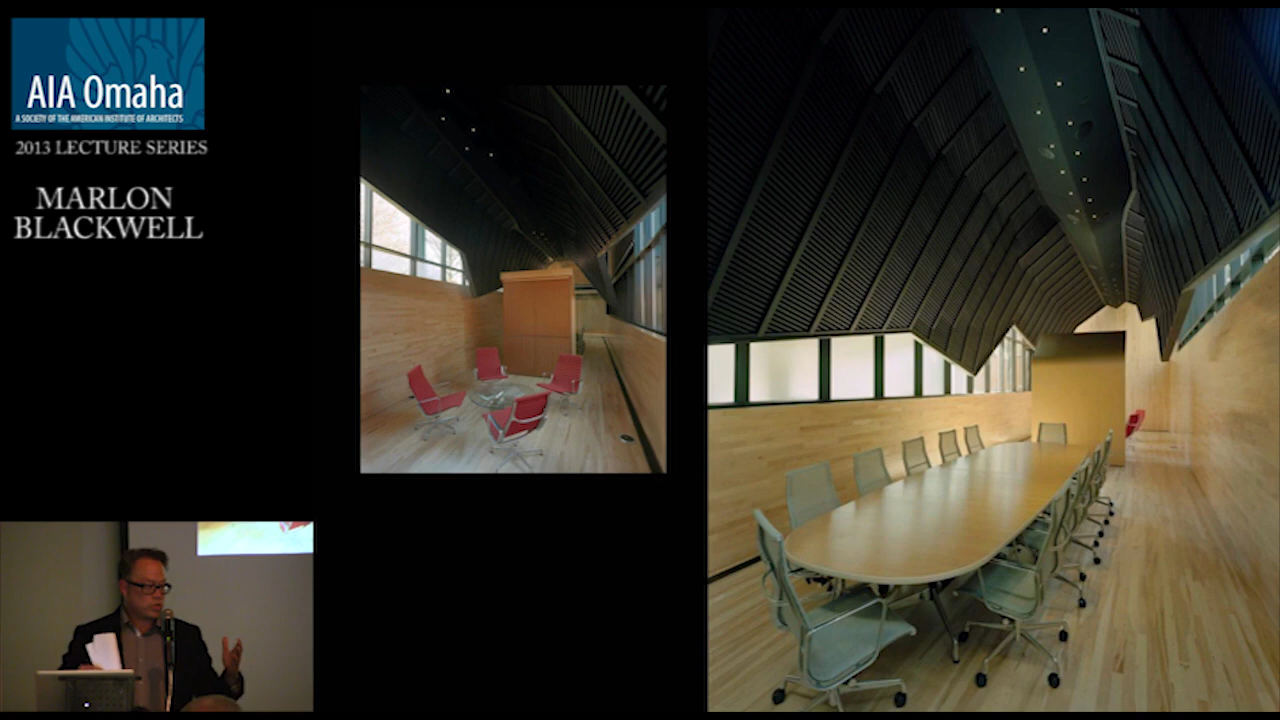 AIA Omaha
A SOCIETY OF THE AMERICAN INSTITUTE OF ARCHITECTS
2013 LECTURE SERIES
MARLON
BLACKWELL